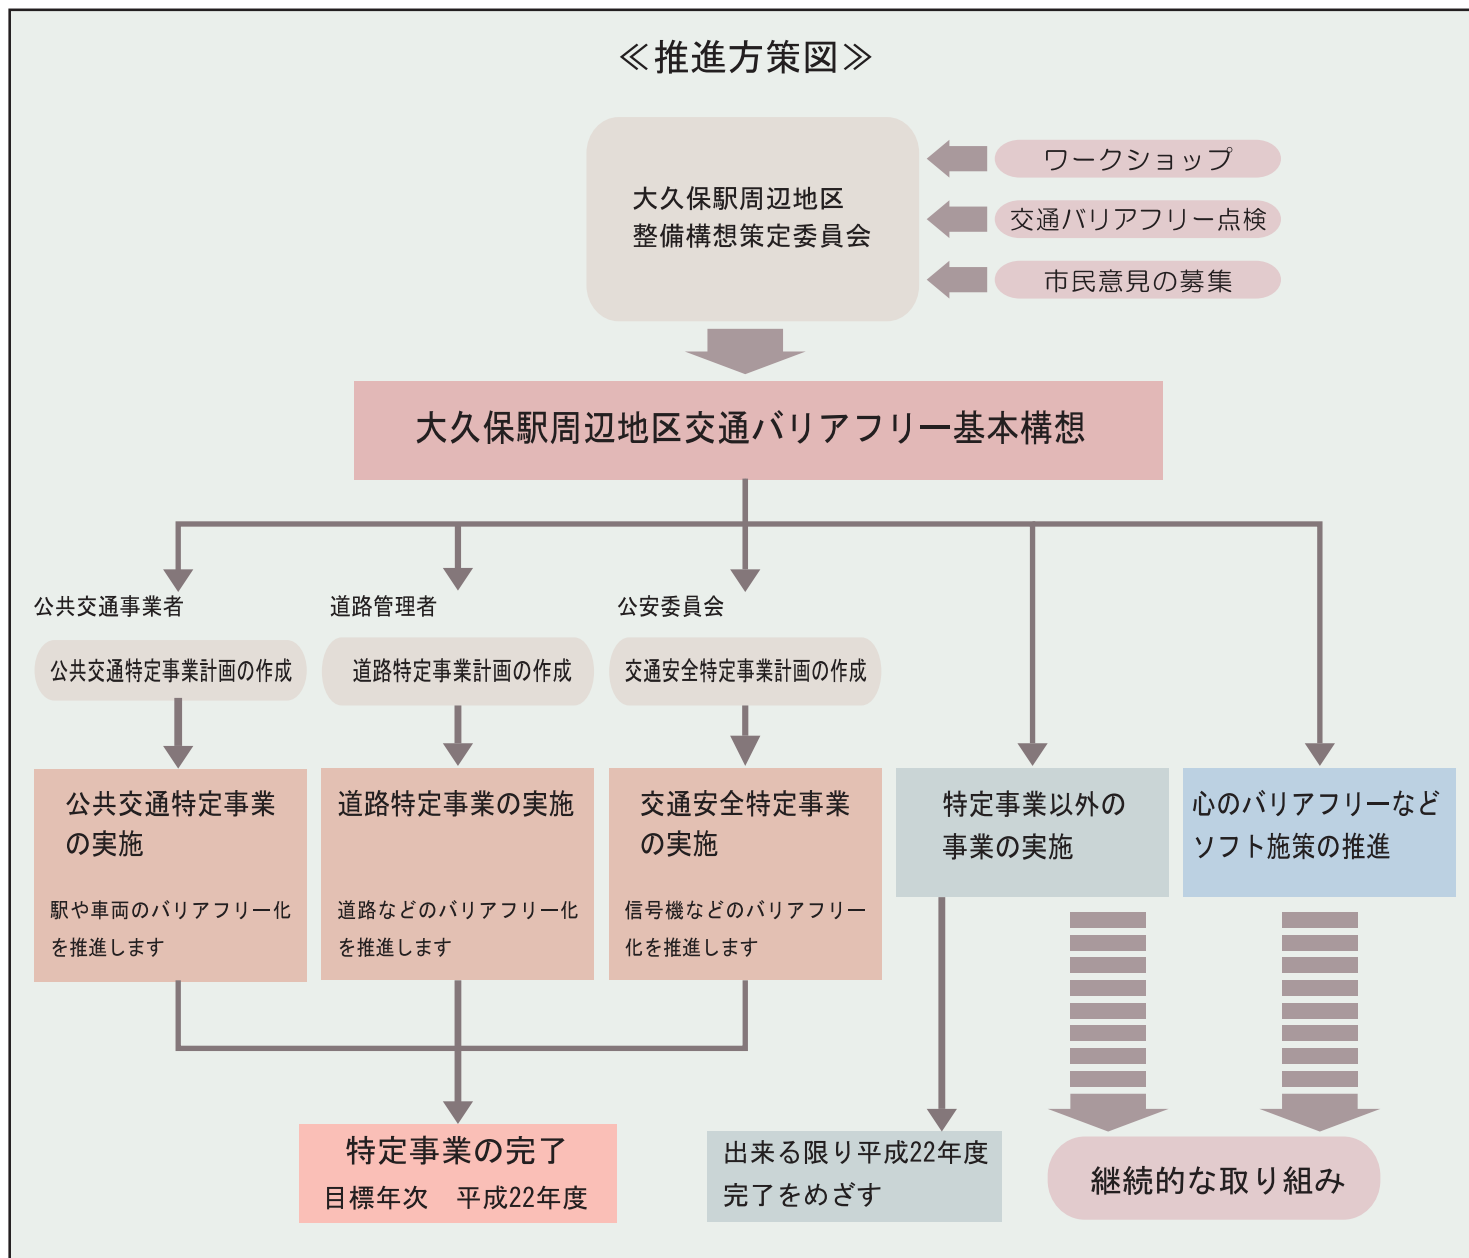 ≪推進方策図≫
大久保駅周辺地区
整備構想策定委員会
ワークショップ
交通バリアフリー点検
市民意見の募集
大久保駅周辺地区交通バリアフリー基本構想
公共交通事業者
道路管理者
公安委員会
公共交通特定事業計画の作成
道路特定事業計画の作成
交通安全特定事業計画の作成
公共交通特定事業
の実施
駅や車両のバリアフリー化
を推進します
道路特定事業の実施
道路などのバリアフリー化
を推進します
交通安全特定事業
の実施
信号機などのバリアフリー
化を推進します
特定事業以外の
事業の実施
心のバリアフリーなど
ソフト施策の推進
特定事業の完了
目標年次　平成22年度
出来る限り平成22年度
完了をめざす
継続的な取り組み